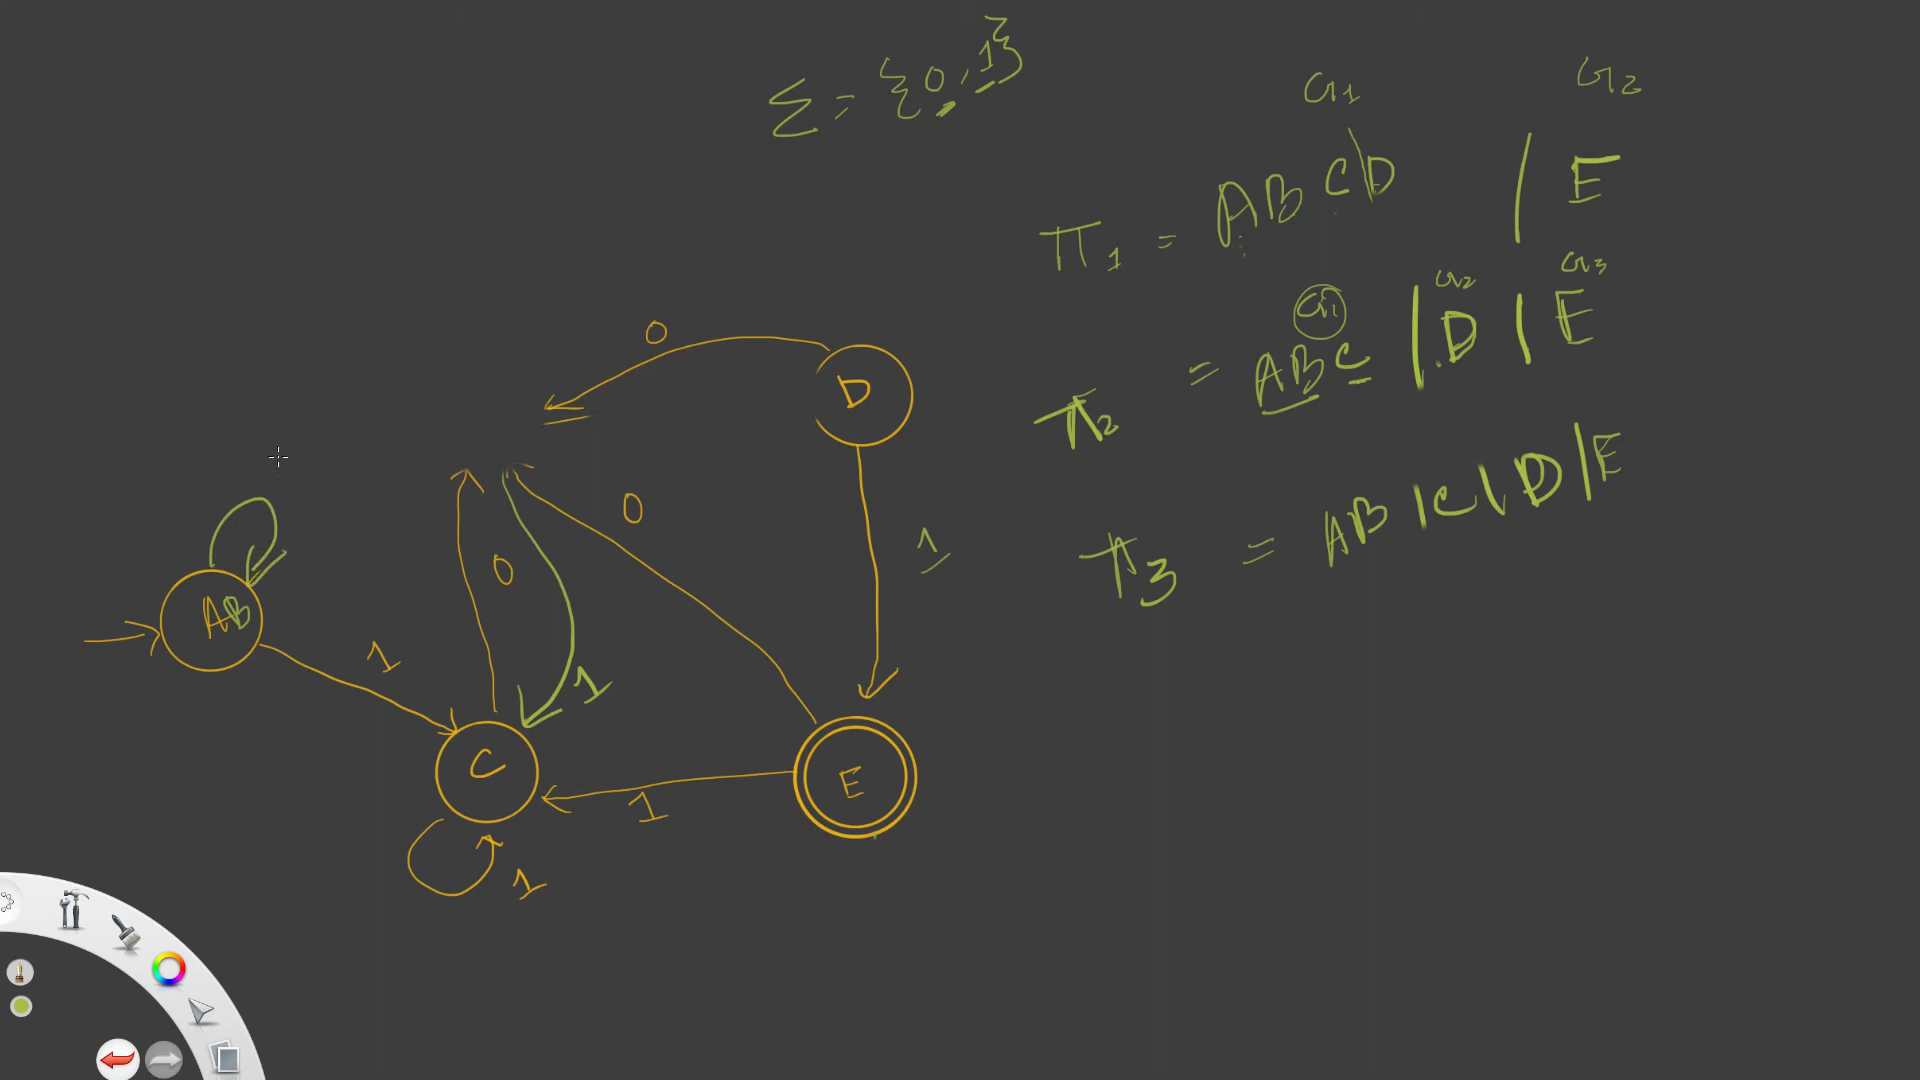 Σ = {0, 1}
G1 G2
π1 = ABC|D | E
G1 G2 G3
π2 = ABC | D | E
π3 = AB | C | D | E
0
D
0
1
0
AB
1
1
C
E
1
1